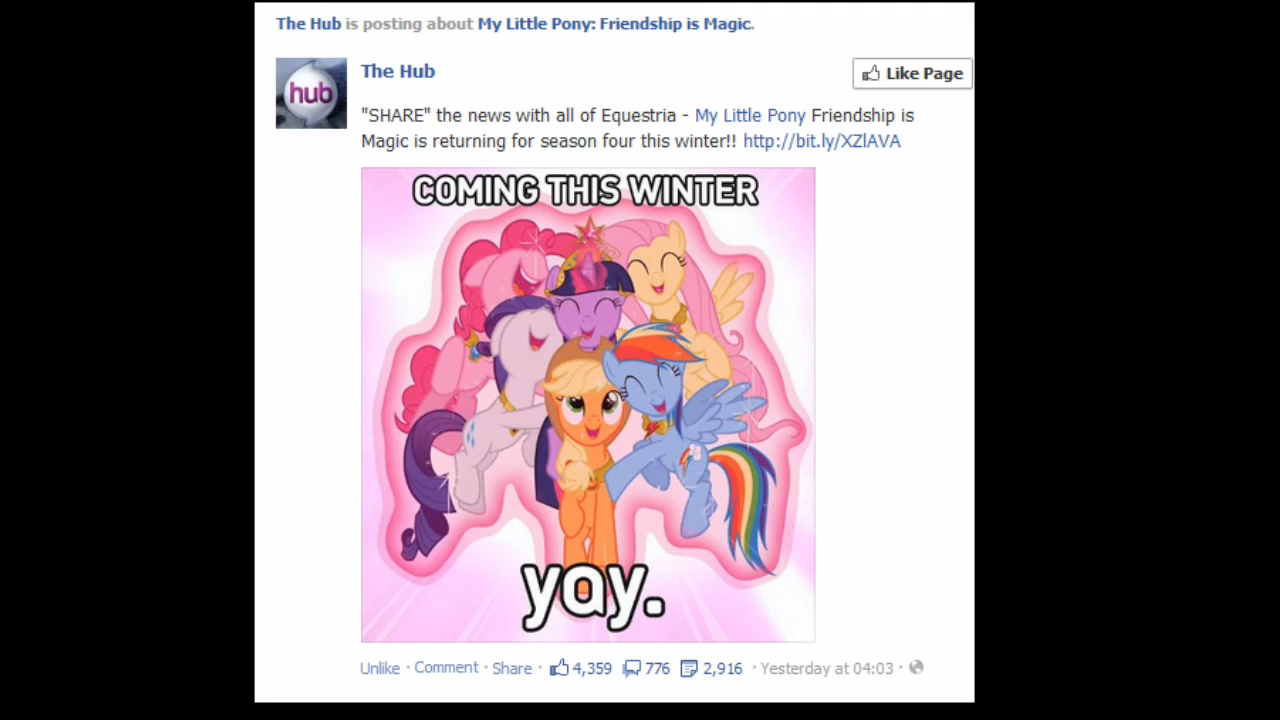 The Hub is posting about My Little Pony: Friendship is Magic.
hub
The Hub
Like Page
"SHARE" the news with all of Equestria - My Little Pony Friendship is
Magic is returning for season four this winter!! http://bit.ly/XZlAVA
COMING THIS WINTER
yay.
Unlike · Comment · Share · 4,359 776 2,916 · Yesterday at 04:03 ·